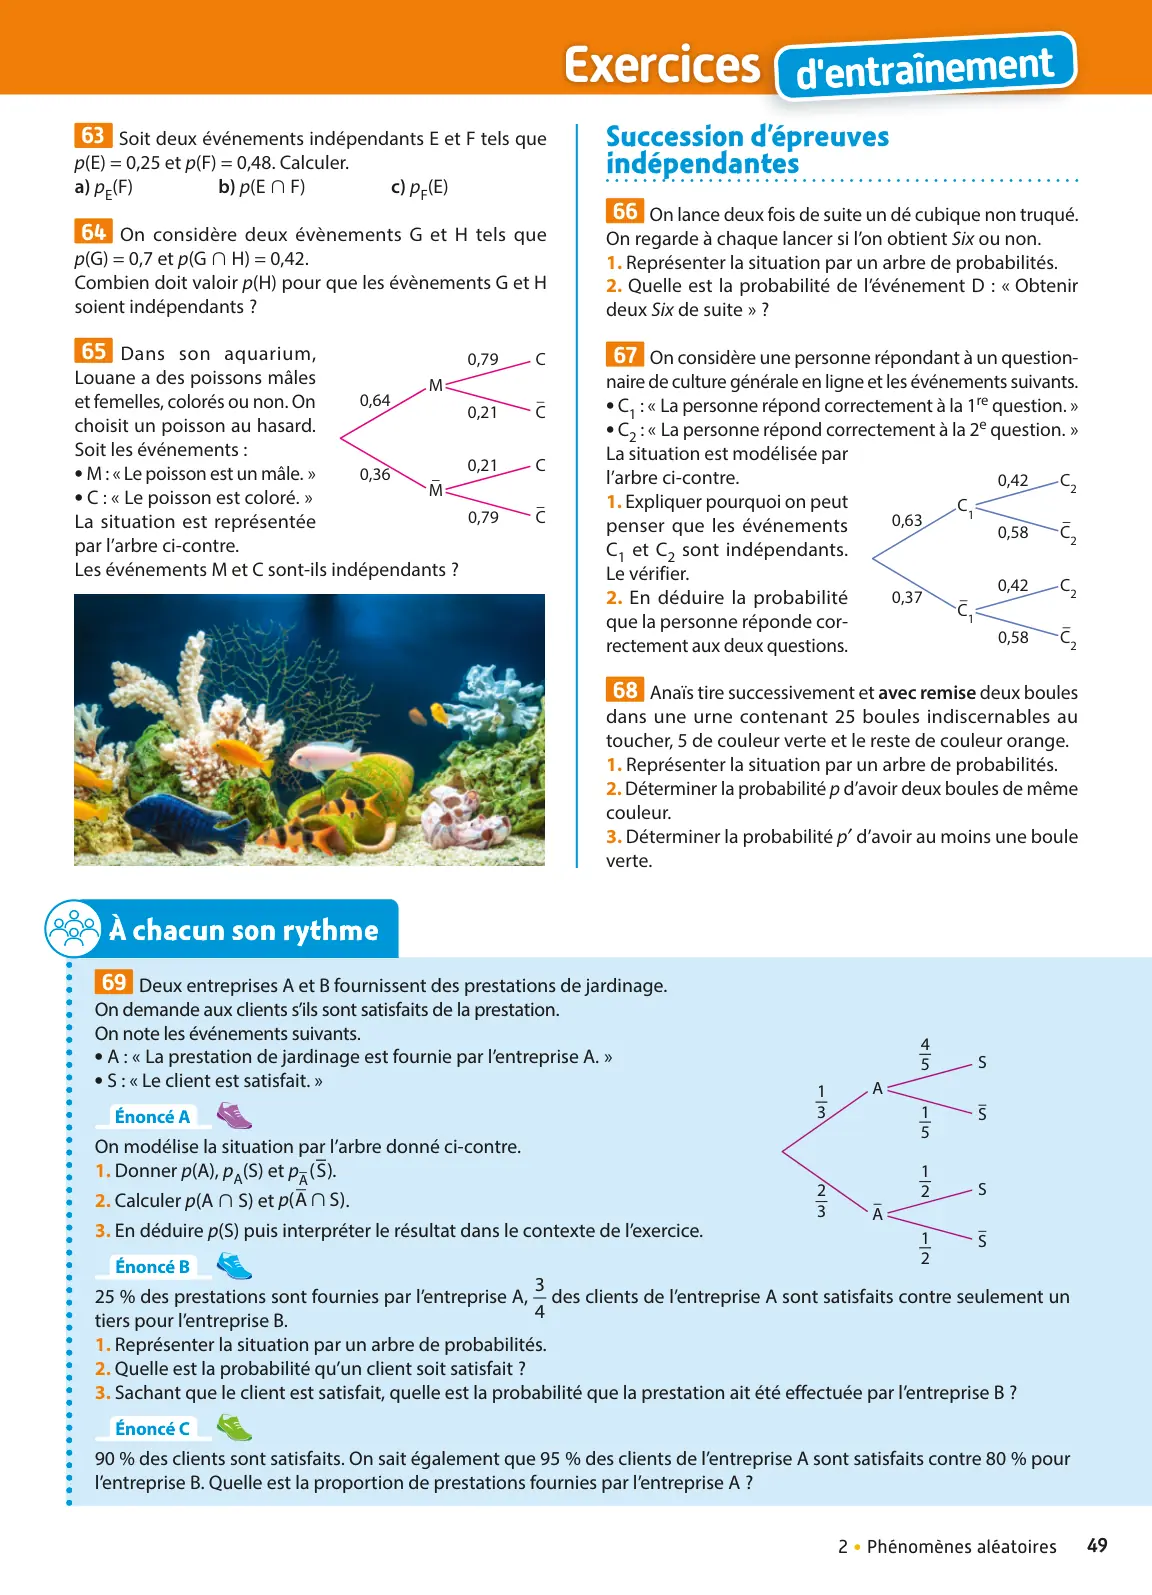 Exercices d'entraînement
63 Soit deux événements indépendants E et F tels que
p(E) = 0,25 et p(F) = 0,48. Calculer.
a) p_E(F) b) p(E ∩ F) c) p_F(E)
64 On considère deux évènements G et H tels que
p(G) = 0,7 et p(G ∩ H) = 0,42.
Combien doit valoir p(H) pour que les évènements G et H
soient indépendants ?
65 Dans son aquarium,
Louane a des poissons mâles
et femelles, colorés ou non. On
choisit un poisson au hasard.
Soit les événements :
• M : « Le poisson est un mâle. »
• C : « Le poisson est coloré. »
La situation est représentée
par l'arbre ci-contre.
Les événements M et C sont-ils indépendants ?
0,79 C
M
0,64
0,21 C̅
0,21 C
0,36
M̅
0,79 C̅
Succession d'épreuves
indépendantes
66 On lance deux fois de suite un dé cubique non truqué.
On regarde à chaque lancer si l'on obtient Six ou non.
1. Représenter la situation par un arbre de probabilités.
2. Quelle est la probabilité de l'événement D : « Obtenir
deux Six de suite » ?
67 On considère une personne répondant à un question-
naire de culture générale en ligne et les événements suivants.
• C₁ : « La personne répond correctement à la 1re question. »
• C₂ : « La personne répond correctement à la 2e question. »
La situation est modélisée par
l'arbre ci-contre.
1. Expliquer pourquoi on peut
penser que les événements
C₁ et C₂ sont indépendants.
Le vérifier.
2. En déduire la probabilité
que la personne réponde cor-
rectement aux deux questions.
0,42 C₂
C₁
0,63
0,58 C̅₂
0,42 C₂
0,37
C̅₁
0,58 C̅₂
68 Anaïs tire successivement et avec remise deux boules
dans une urne contenant 25 boules indiscernables au
toucher, 5 de couleur verte et le reste de couleur orange.
1. Représenter la situation par un arbre de probabilités.
2. Déterminer la probabilité p d'avoir deux boules de même
couleur.
3. Déterminer la probabilité p′ d'avoir au moins une boule
verte.
À chacun son rythme
69 Deux entreprises A et B fournissent des prestations de jardinage.
On demande aux clients s'ils sont satisfaits de la prestation.
On note les événements suivants.
• A : « La prestation de jardinage est fournie par l'entreprise A. »
• S : « Le client est satisfait. »
Énoncé A
On modélise la situation par l'arbre donné ci-contre.
1. Donner p(A), p_A(S) et p_A̅(S̅).
2. Calculer p(A ∩ S) et p(A̅ ∩ S).
3. En déduire p(S) puis interpréter le résultat dans le contexte de l'exercice.
4/5 S
A
1/3
1/5 S̅
1/2 S
2/3
A̅
1/2 S̅
Énoncé B
25 % des prestations sont fournies par l'entreprise A, 3/4 des clients de l'entreprise A sont satisfaits contre seulement un
tiers pour l'entreprise B.
1. Représenter la situation par un arbre de probabilités.
2. Quelle est la probabilité qu'un client soit satisfait ?
3. Sachant que le client est satisfait, quelle est la probabilité que la prestation ait été effectuée par l'entreprise B ?
Énoncé C
90 % des clients sont satisfaits. On sait également que 95 % des clients de l'entreprise A sont satisfaits contre 80 % pour
l'entreprise B. Quelle est la proportion de prestations fournies par l'entreprise A ?
2 • Phénomènes aléatoires 49